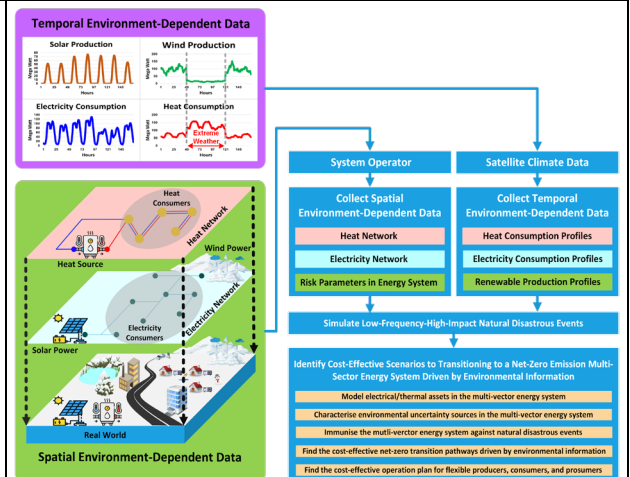 Temporal Environment-Dependent Data
Solar Production
Wind Production
Mega Watt
Hours
Electricity Consumption
Heat Consumption
Mega Watt
Hours
Extreme
Weather
Heat
Consumers
Heat Network
Heat Source
Wind Power
Electricity Network
Electricity
Consumers
Solar Power
Real World
Spatial Environment-Dependent Data
System Operator
Satellite Climate Data
Collect Spatial
Environment-Dependent Data
Heat Network
Electricity Network
Risk Parameters in Energy System
Collect Temporal
Environment-Dependent Data
Heat Consumption Profiles
Electricity Consumption Profiles
Renewable Production Profiles
Simulate Low-Frequency-High-Impact Natural Disastrous Events
Identify Cost-Effective Scenarios to Transitioning to a Net-Zero Emission Multi-
Sector Energy System Driven by Environmental Information
Model electrical/thermal assets in the multi-vector energy system
Characterise environmental uncertainty sources in the multi-vector energy system
Immunise the mutli-verctor energy system against natural disastrous events
Find the cost-effective net-zero transition pathways driven by environmental information
Find the cost-effective operation plan for flexible producers, consumers, and prosumers